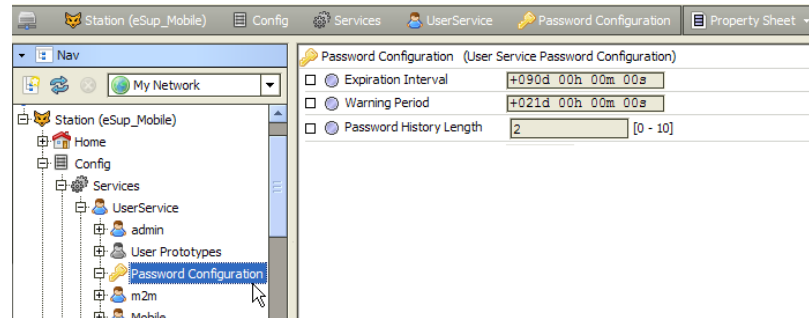 Station (eSup_Mobile) Config Services UserService Password Configuration Property Sheet
Nav
My Network
Station (eSup_Mobile)
Home
Config
Services
UserService
admin
User Prototypes
Password Configuration
m2m
Mobile
Password Configuration (User Service Password Configuration)
Expiration Interval +090d 00h 00m 00s
Warning Period +021d 00h 00m 00s
Password History Length 2 [0 - 10]